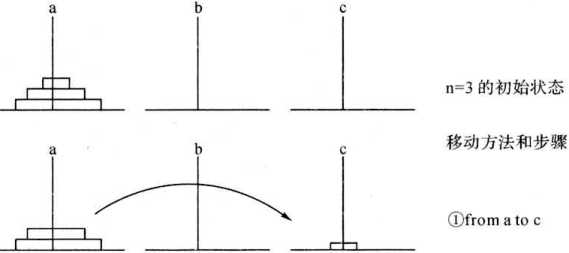 a b c
n=3 的初始状态
移动方法和步骤
a b c
①from a to c